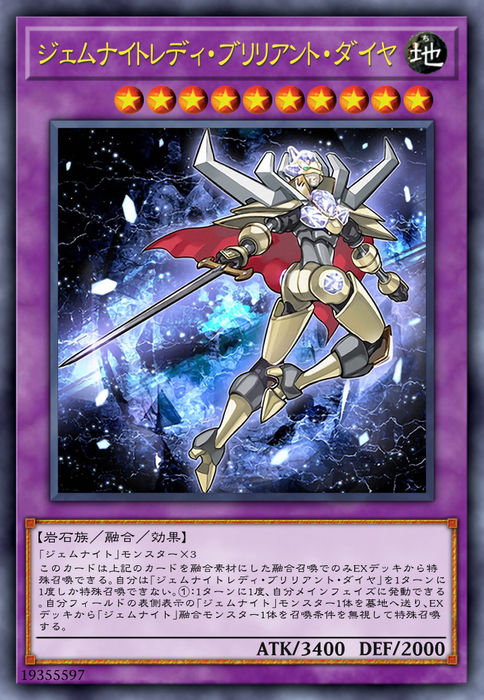 ジェムナイトレディ・ブリリアント・ダイヤ
ち
地
【岩石族／融合／効果】
「ジェムナイト」モンスター×3
このカードは上記のカードを融合素材にした融合召喚でのみEXデッキから特
殊召喚できる。自分は「ジェムナイトレディ・ブリリアント・ダイヤ」を1ターンに
1度しか特殊召喚できない。①:1ターンに1度、自分メインフェイズに発動できる
。自分フィールドの表側表示の「ジェムナイト」モンスター1体を墓地へ送り、EX
デッキから「ジェムナイト」融合モンスター1体を召喚条件を無視して特殊召喚
する。
ATK/3400 DEF/2000
19355597